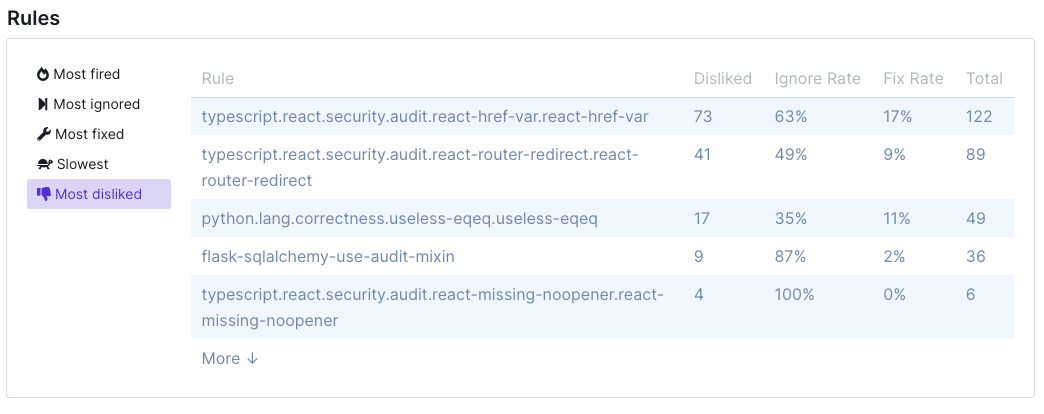 Rules
Most fired
Most ignored
Most fixed
Slowest
Most disliked
Rule Disliked Ignore Rate Fix Rate Total
typescript.react.security.audit.react-href-var.react-href-var 73 63% 17% 122
typescript.react.security.audit.react-router-redirect.react- 41 49% 9% 89
router-redirect
python.lang.correctness.useless-eqeq.useless-eqeq 17 35% 11% 49
flask-sqlalchemy-use-audit-mixin 9 87% 2% 36
typescript.react.security.audit.react-missing-noopener.react- 4 100% 0% 6
missing-noopener
More ↓